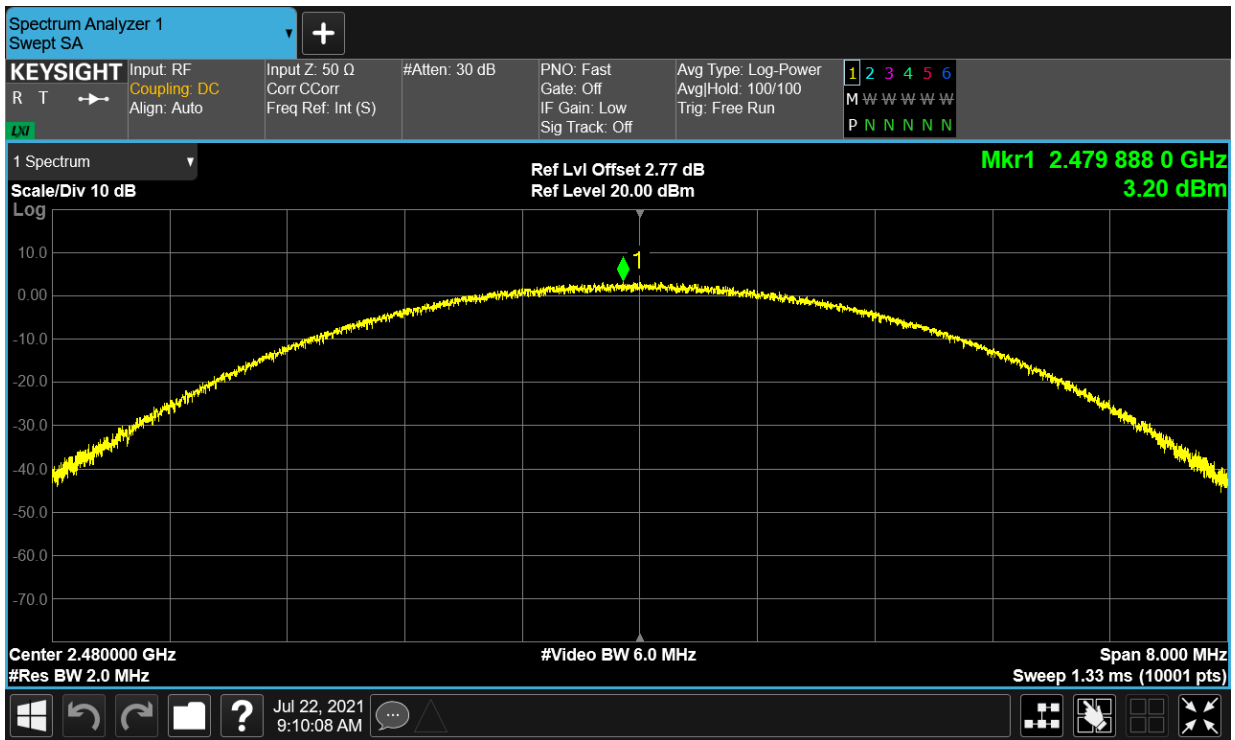 Spectrum Analyzer 1
Swept SA
KEYSIGHT
R T
LXI
Input: RF
Coupling: DC
Align: Auto
Input Z: 50 Ω
Corr CCorr
Freq Ref: Int (S)
#Atten: 30 dB
PNO: Fast
Gate: Off
IF Gain: Low
Sig Track: Off
Avg Type: Log-Power
Avg|Hold: 100/100
Trig: Free Run
1 2 3 4 5 6
M W W W W W
P N N N N N
1 Spectrum
Scale/Div 10 dB
Log
Ref Lvl Offset 2.77 dB
Ref Level 20.00 dBm
Mkr1 2.479 888 0 GHz
3.20 dBm
1
10.0
0.00
-10.0
-20.0
-30.0
-40.0
-50.0
-60.0
-70.0
Center 2.480000 GHz
#Res BW 2.0 MHz
#Video BW 6.0 MHz
Span 8.000 MHz
Sweep 1.33 ms (10001 pts)
?
Jul 22, 2021
9:10:08 AM